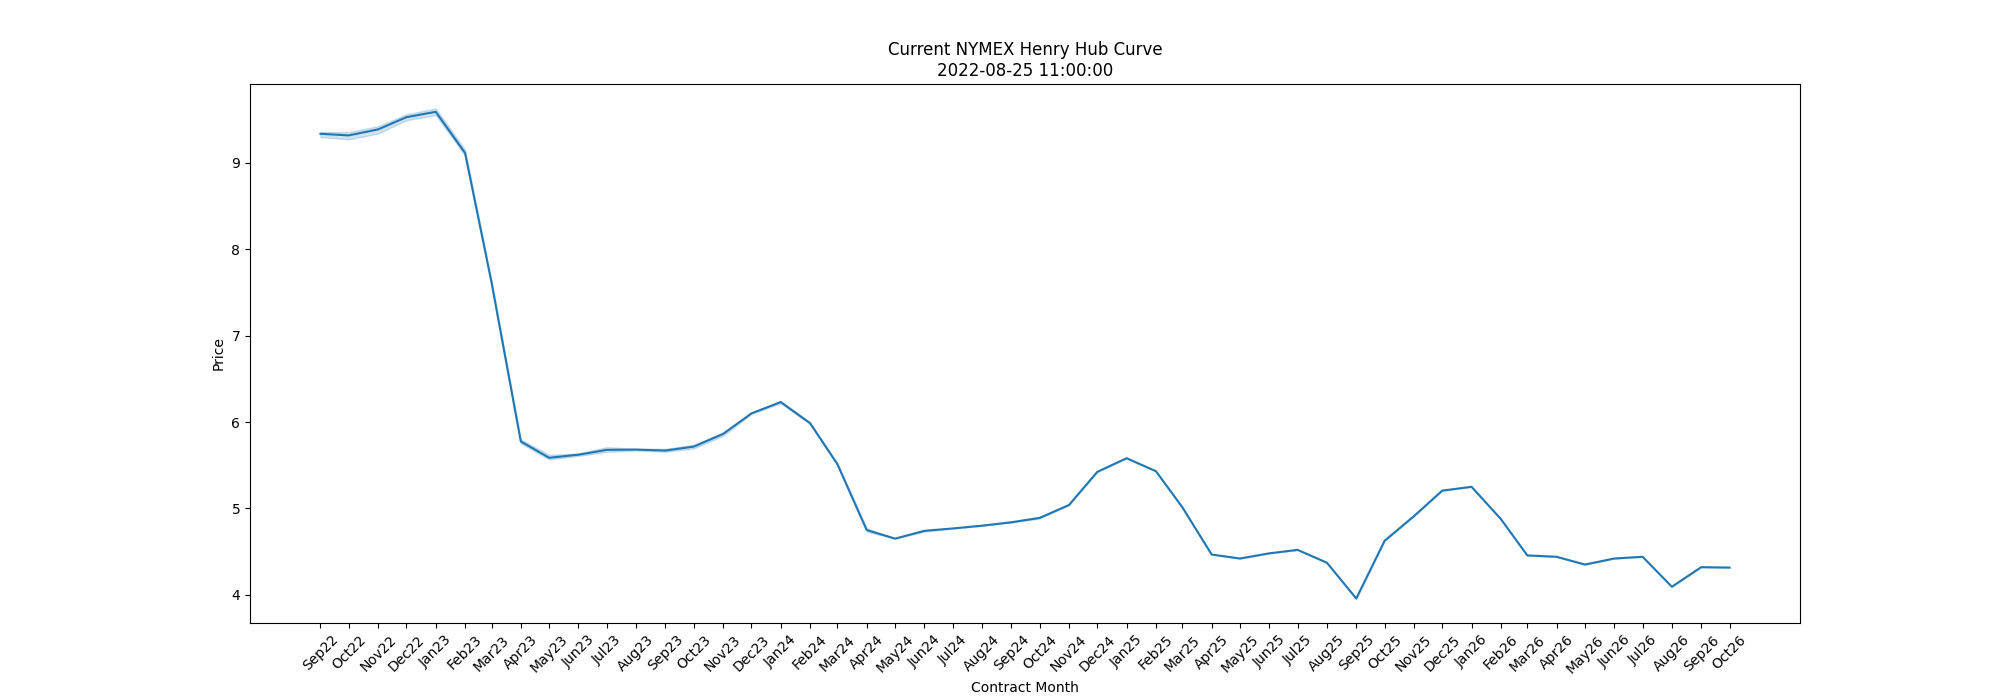 Current NYMEX Henry Hub Curve
2022-08-25 11:00:00
Price
9
8
7
6
5
4
Sep22 Oct22 Nov22 Dec22 Jan23 Feb23 Mar23 Apr23 May23 Jun23 Jul23 Aug23 Sep23 Oct23 Nov23 Dec23 Jan24 Feb24 Mar24 Apr24 May24 Jun24 Jul24 Aug24 Sep24 Oct24 Nov24 Dec24 Jan25 Feb25 Mar25 Apr25 May25 Jun25 Jul25 Aug25 Sep25 Oct25 Nov25 Dec25 Jan26 Feb26 Mar26 Apr26 May26 Jun26 Jul26 Aug26 Sep26 Oct26
Contract Month